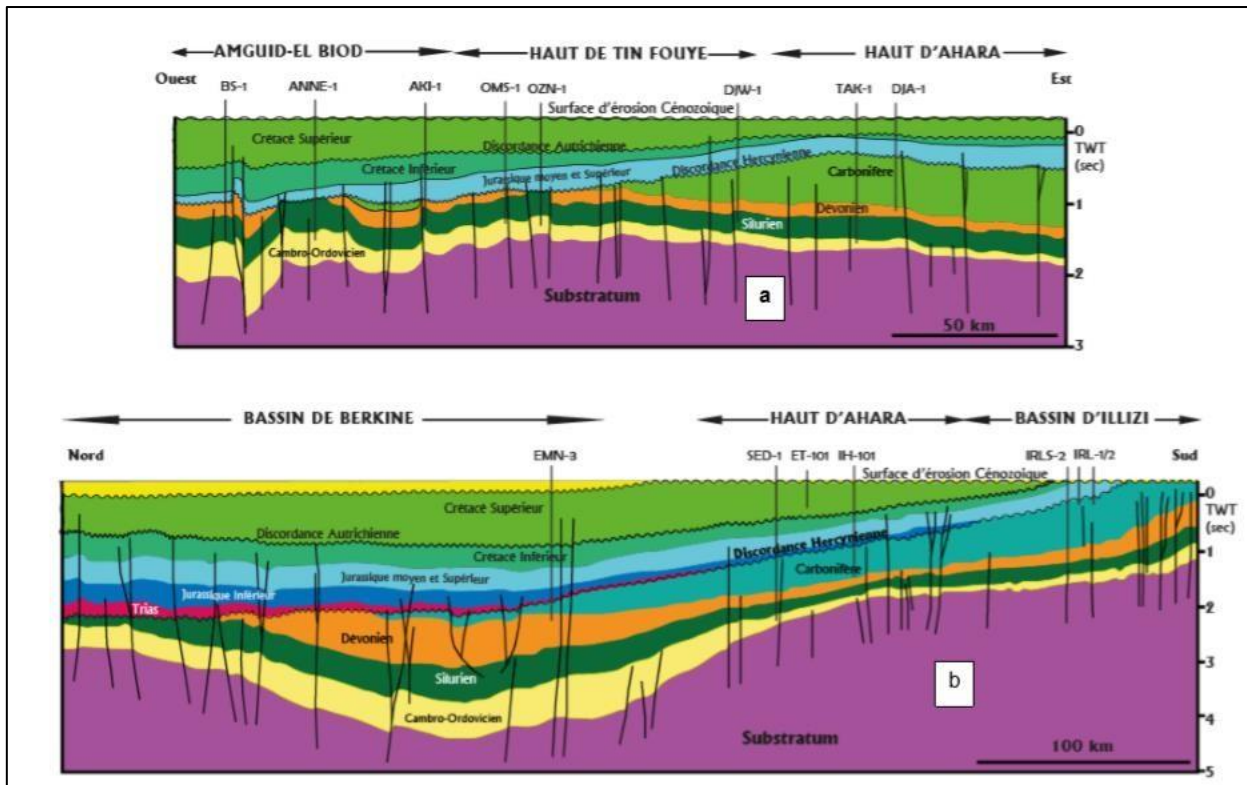 AMGUID-EL BIOD HAUT DE TIN FOUYE HAUT D'AHARA
Ouest Est
BS-1 ANNE-1 AKI-1 OMS-1 OZN-1 DJW-1 TAK-1 DJA-1
Surface d'érosion Cénozoique
Crétacé Supérieur
Discordance Autrichienne
Crétacé Inférieur
Jurassique moyen et Supérieur
Discordance Hercynienne
Carbonifère
Dévonien
Silurien
Cambro-Ordovicien
Substratum
a
50 km
0
TWT
(sec)
1
2
3
BASSIN DE BERKINE HAUT D'AHARA BASSIN D'ILLIZI
Nord Sud
EMN-3 SED-1 ET-101 IH-101 IRLS-2 IRL-1/2
Surface d'érosion Cénozoique
Crétacé Supérieur
Discordance Autrichienne
Crétacé Inférieur
Jurassique moyen et Supérieur
Discordance Hercynienne
Jurassique Inférieur
Carbonifère
Trias
Dévonien
Silurien
Cambro-Ordovicien
Substratum
b
100 km
0
TWT
(sec)
1
2
3
4
5